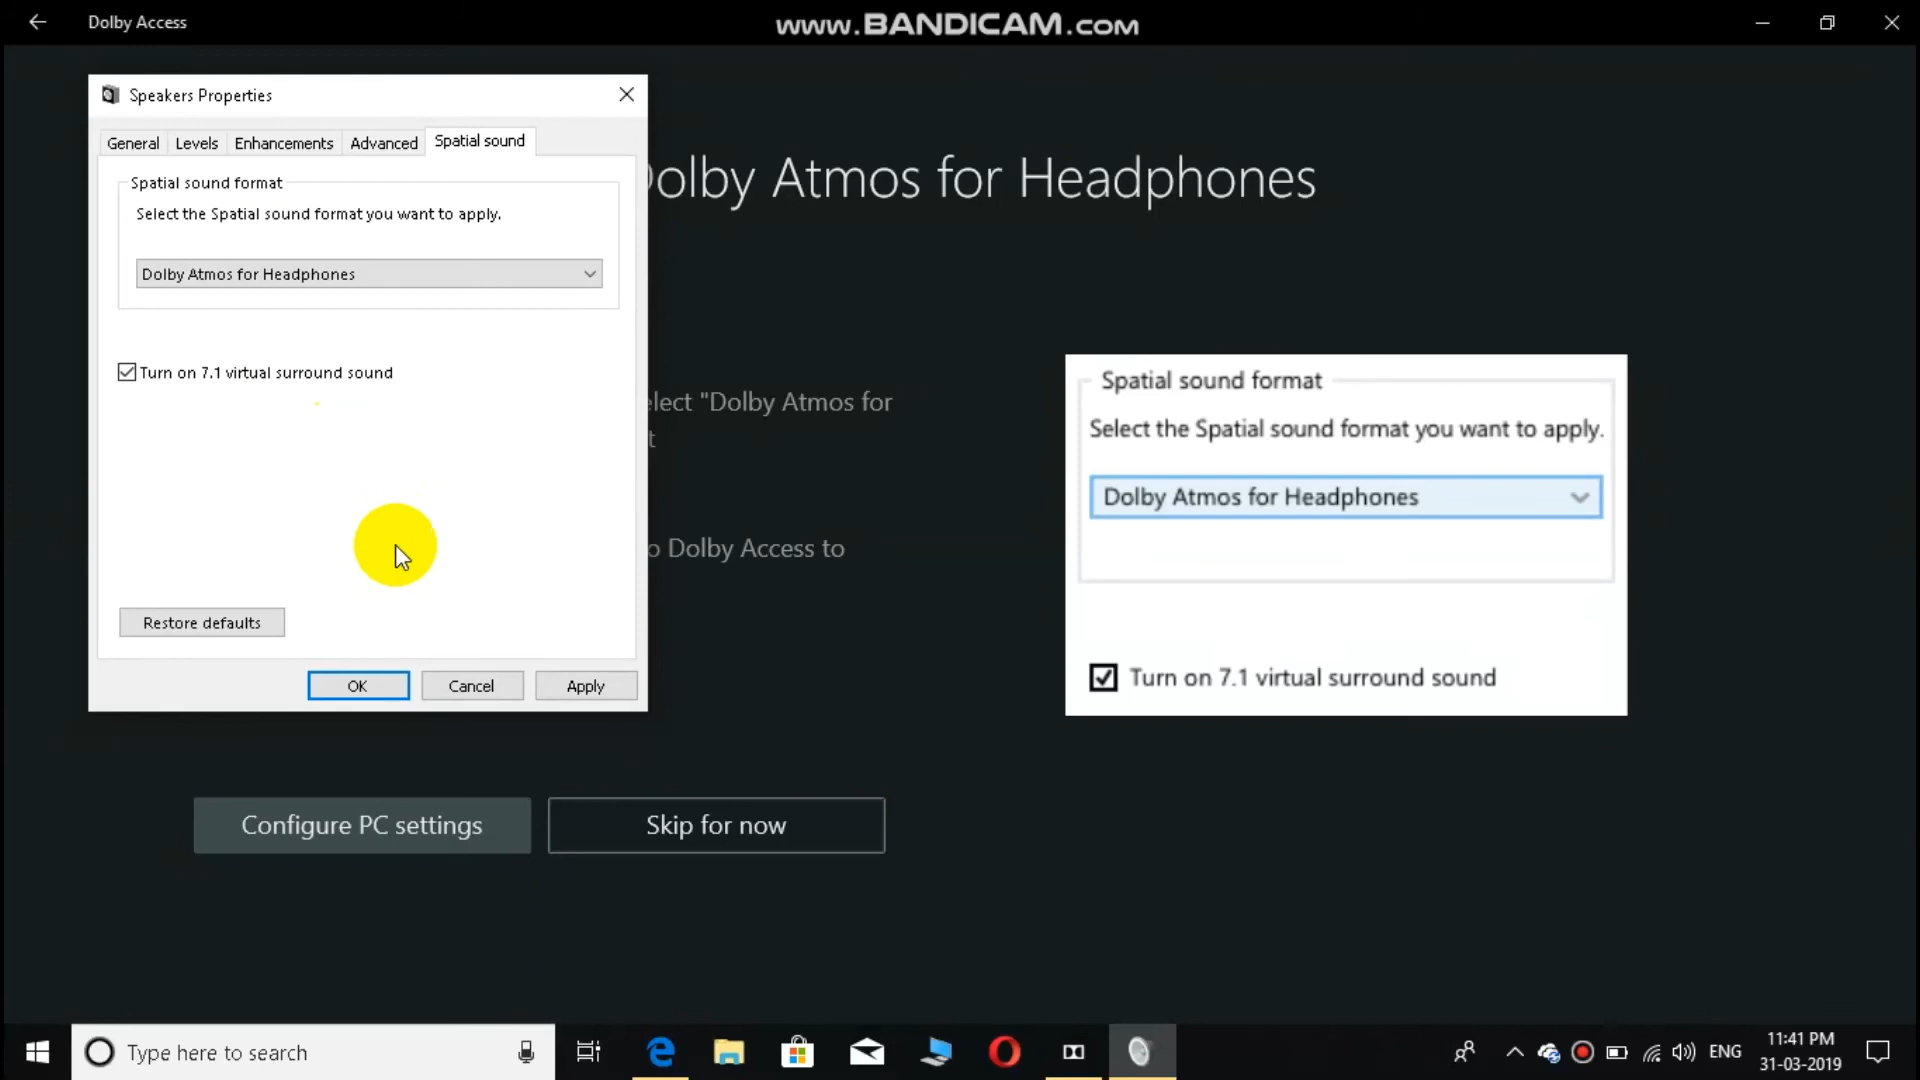 Dolby Access
www.BANDICAM.com
Speakers Properties
General
Levels
Enhancements
Advanced
Spatial sound
Spatial sound format
Select the Spatial sound format you want to apply.
Dolby Atmos for Headphones
Turn on 7.1 virtual surround sound
Restore defaults
OK
Cancel
Apply
Dolby Atmos for Headphones
elect "Dolby Atmos for
t
o Dolby Access to
Spatial sound format
Select the Spatial sound format you want to apply.
Dolby Atmos for Headphones
Turn on 7.1 virtual surround sound
Configure PC settings
Skip for now
Type here to search
ENG
11:41 PM
31-03-2019